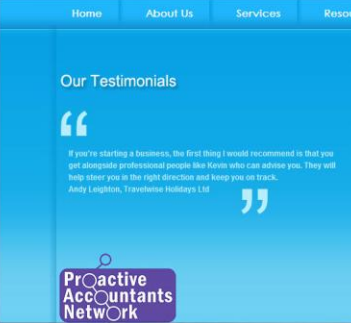 Home About Us Services
Our Testimonials
“
If you're starting a business, the first thing I would recommend is that you
get alongside professional people like Kevin who can advise you. They will
help steer you in the right direction and keep you on track.
Andy Leighton, Travelwise Holidays Ltd
”
Proactive
Accountants
Network